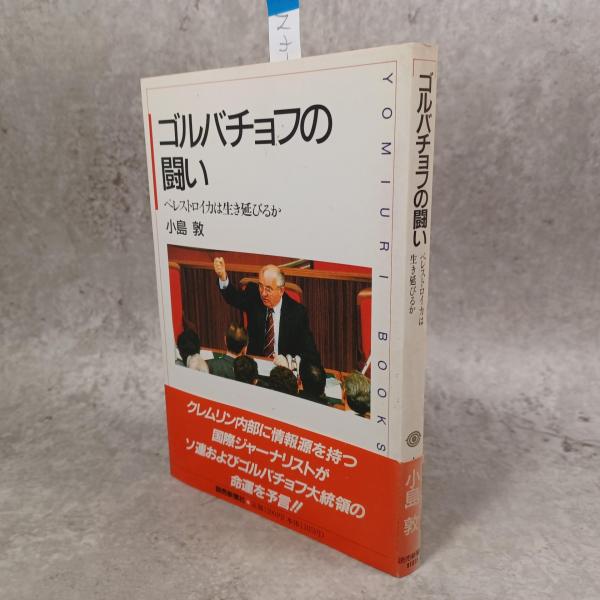 ゴルバチョフの
闘い
ペレストロイカは生き延びるか
小島 敦
YOMIURI BOOKS
クレムリン内部に情報源を持つ
国際ジャーナリストが
ソ連およびゴルバチョフ大統領の
命運を予言!!
読売新聞社
ゴルバチョフの闘い
ペレストロイカは
生き延びるか
小島 敦